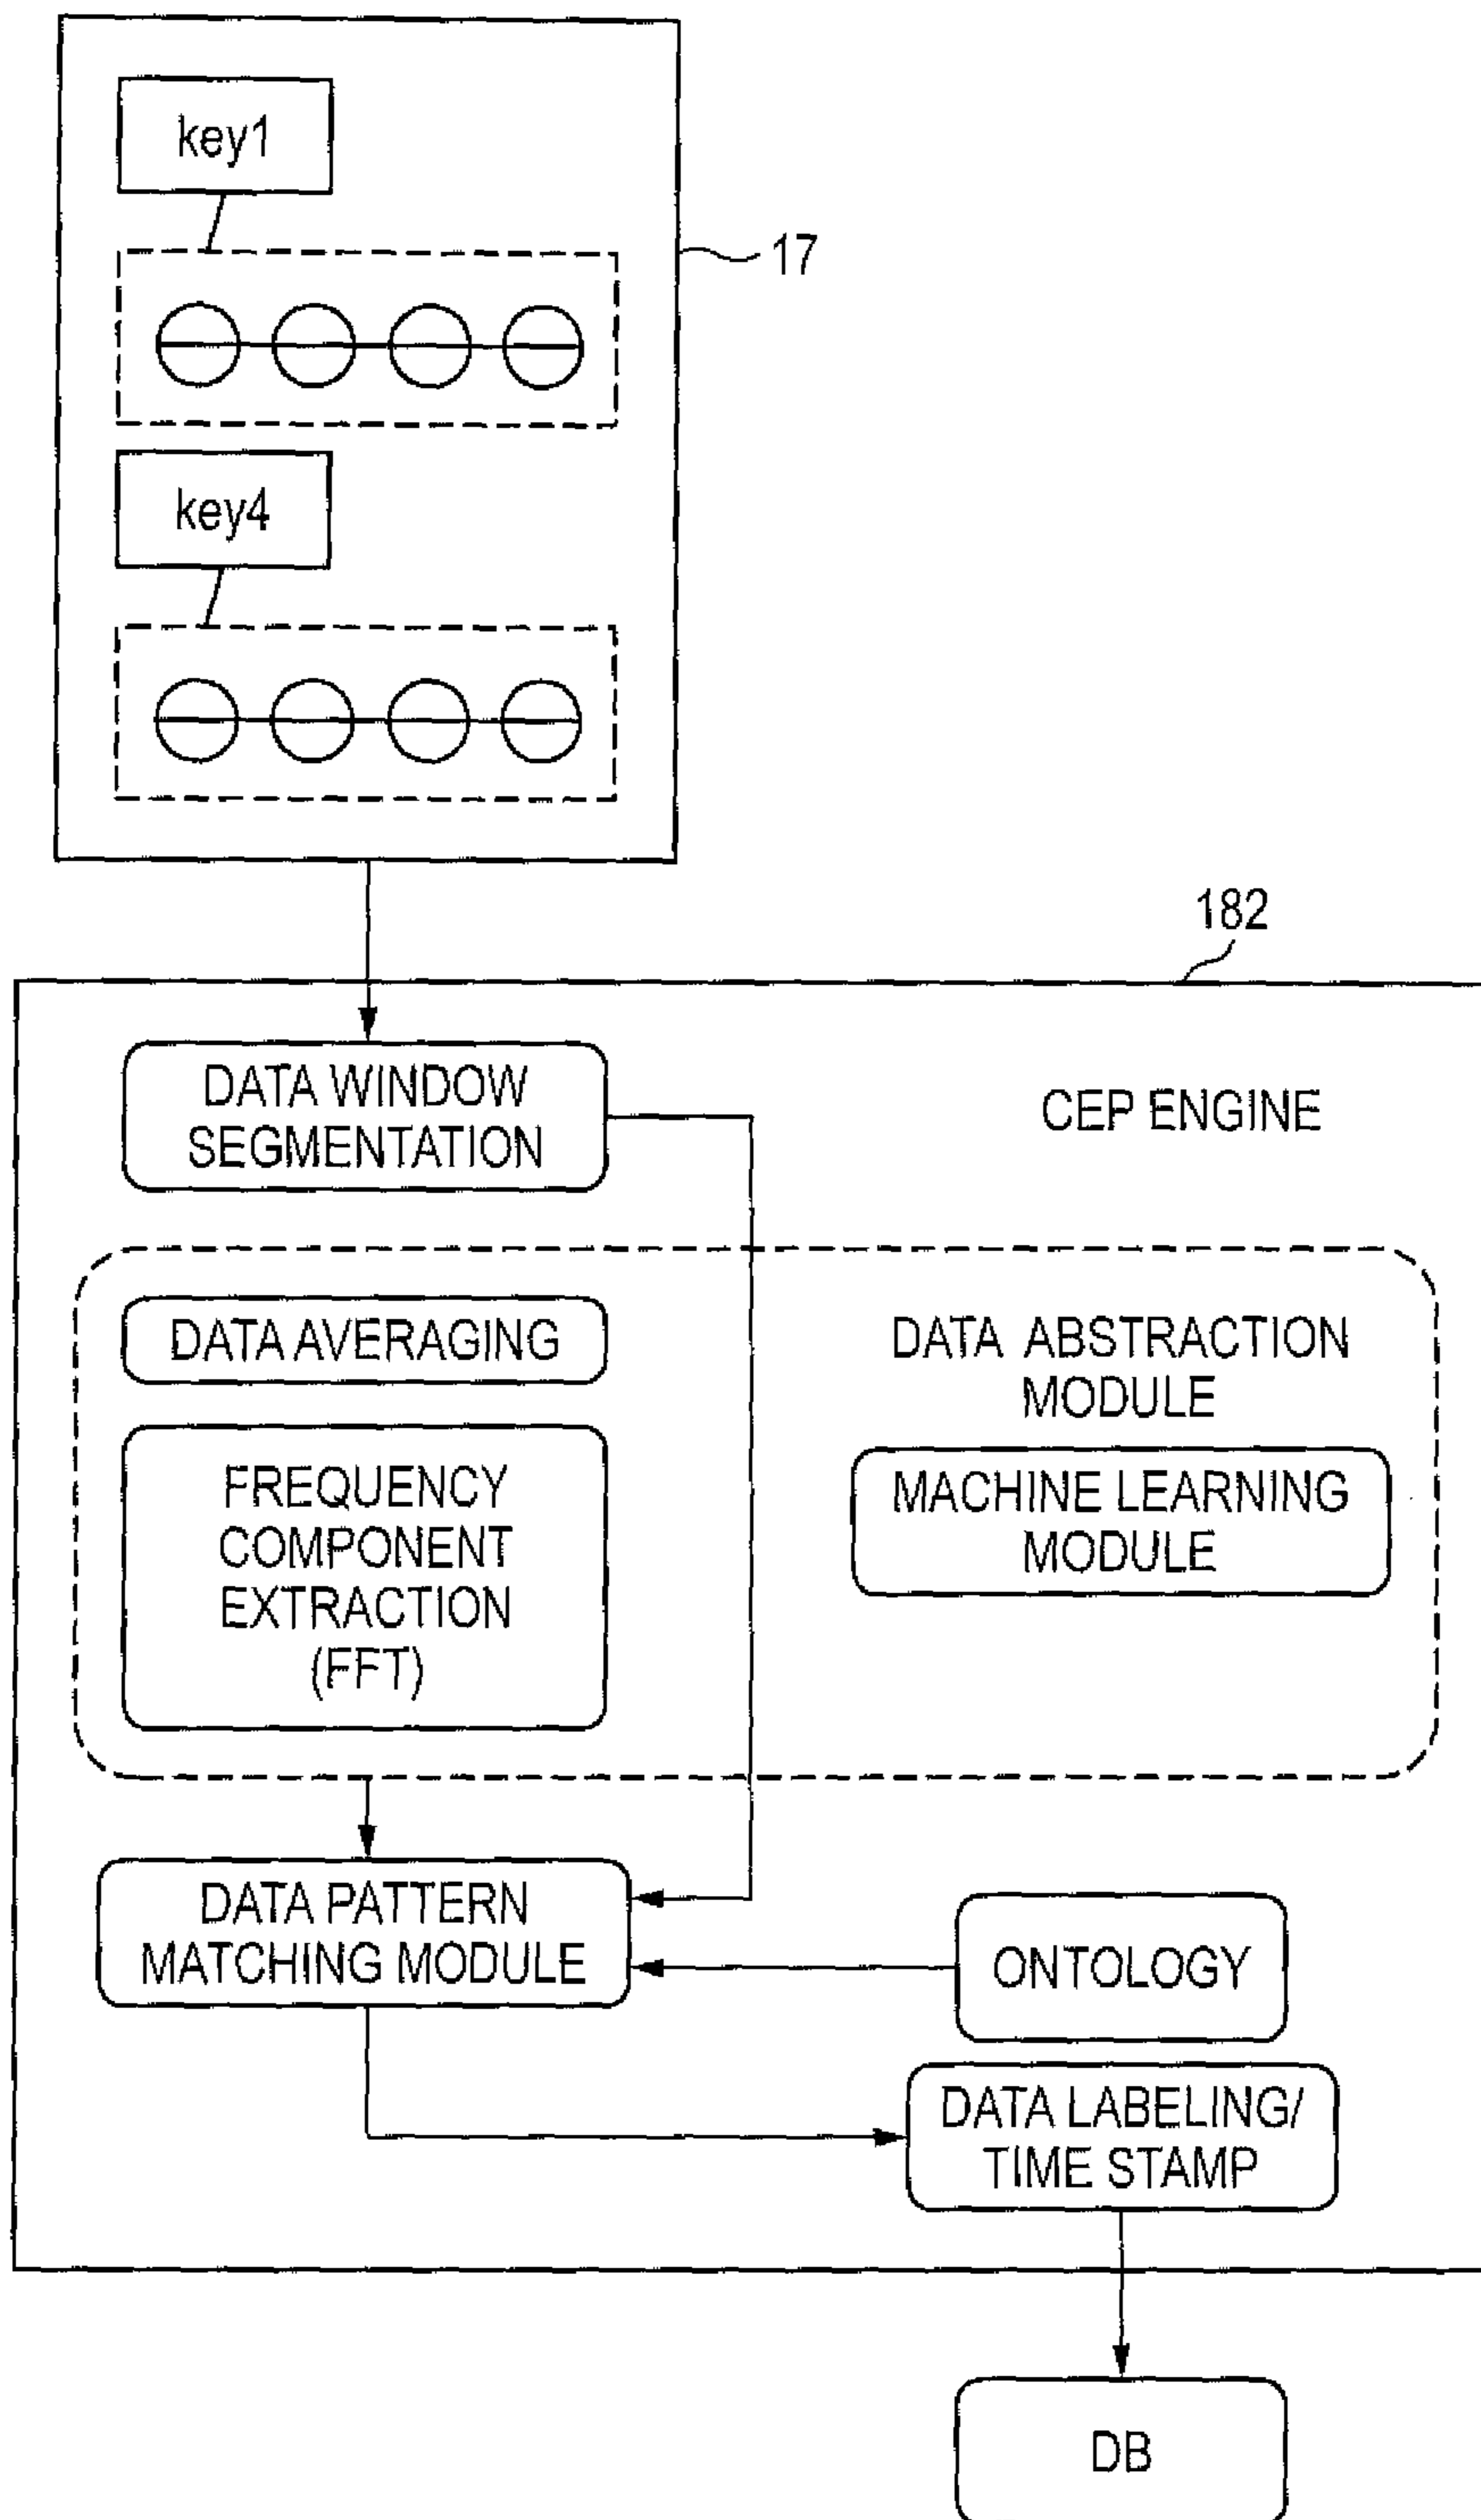 key1
17
key4
182
DATA WINDOW
SEGMENTATION
CEP ENGINE
DATA AVERAGING
DATA ABSTRACTION
MODULE
FREQUENCY
COMPONENT
EXTRACTION
(FFT)
MACHINE LEARNING
MODULE
DATA PATTERN
MATCHING MODULE
ONTOLOGY
DATA LABELING/
TIME STAMP
DB